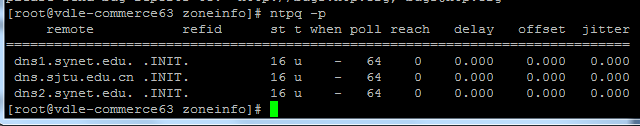 [root@vdle-commerce63 zoneinfo]# ntpq -p
remote refid st t when poll reach delay offset jitter
==============================================================================
dns1.synet.edu. .INIT. 16 u - 64 0 0.000 0.000 0.000
dns.sjtu.edu.cn .INIT. 16 u - 64 0 0.000 0.000 0.000
dns2.synet.edu. .INIT. 16 u - 64 0 0.000 0.000 0.000
[root@vdle-commerce63 zoneinfo]#